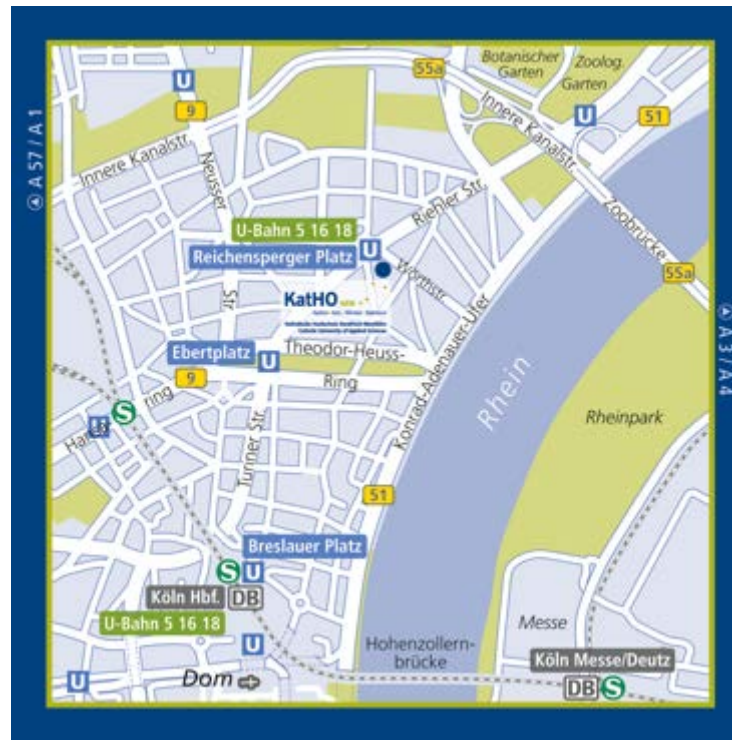 Botanischer
Garten
Zoolog.
Garten
55a
U
9
U
51
Innere Kanalstr.
Innere Kanalstr.
A 57 / A 1
Neusser
Str
Riehler Str.
Zoobrücke
U-Bahn 5 16 18
Reichensperger Platz
U
Wörthstr.
55a
KatHO
A 3 / A 4
Ebertplatz
U
Theodor-Heuss-
Ring
9
ring
S
U
Konrad-Adenauer-Ufer
Rhein
Rheinpark
Turiner Str.
51
Breslauer Platz
S
U
Köln Hbf.
DB
U-Bahn 5 16 18
U
Messe
Hohenzollern-
brücke
Köln Messe/Deutz
DB
S
U
Dom